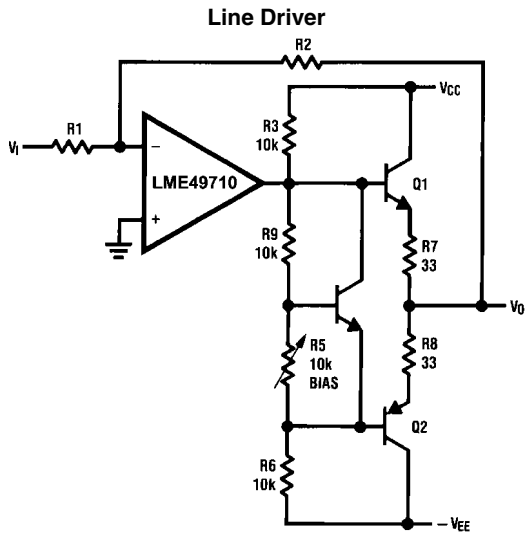 Line Driver
R2
VCC
R1
R3
10k
VI
−
LME49710
Q1
+
R9
10k
R7
33
VO
R5
10k
BIAS
R8
33
Q2
R6
10k
−VEE